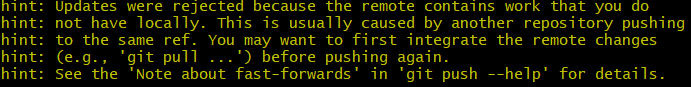 hint: Updates were rejected because the remote contains work that you do
hint: not have locally. This is usually caused by another repository pushing
hint: to the same ref. You may want to first integrate the remote changes
hint: (e.g., 'git pull ...') before pushing again.
hint: See the 'Note about fast-forwards' in 'git push --help' for details.